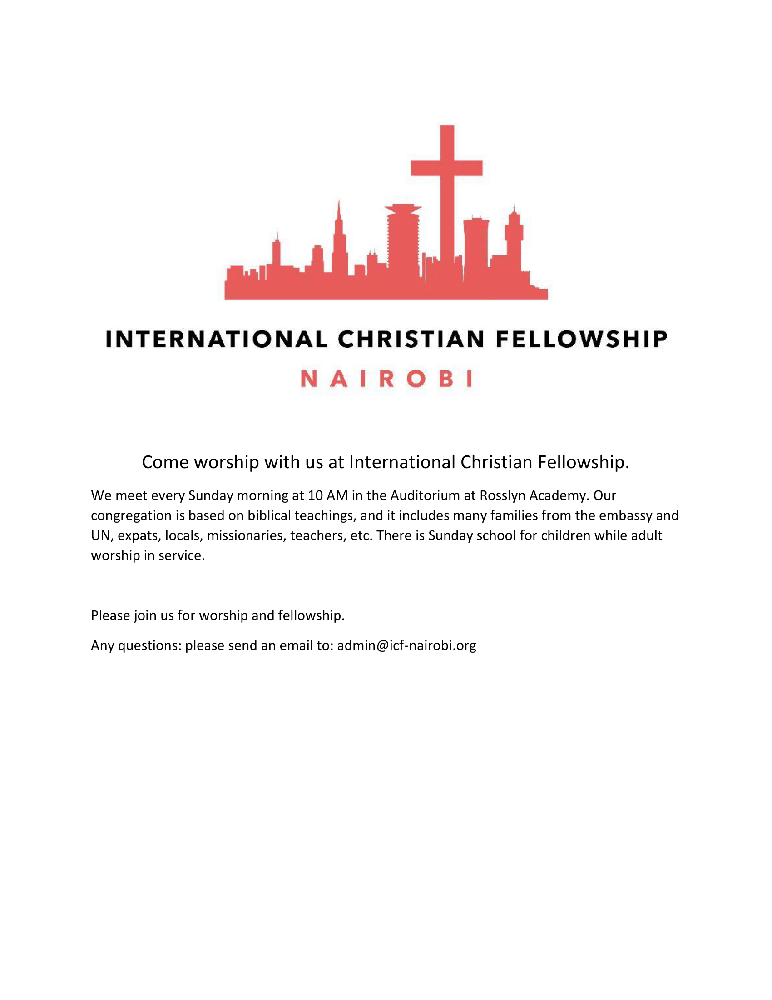 INTERNATIONAL CHRISTIAN FELLOWSHIP
NAIROBI
Come worship with us at International Christian Fellowship.
We meet every Sunday morning at 10 AM in the Auditorium at Rosslyn Academy. Our
congregation is based on biblical teachings, and it includes many families from the embassy and
UN, expats, locals, missionaries, teachers, etc. There is Sunday school for children while adult
worship in service.
Please join us for worship and fellowship.
Any questions: please send an email to: admin@icf-nairobi.org